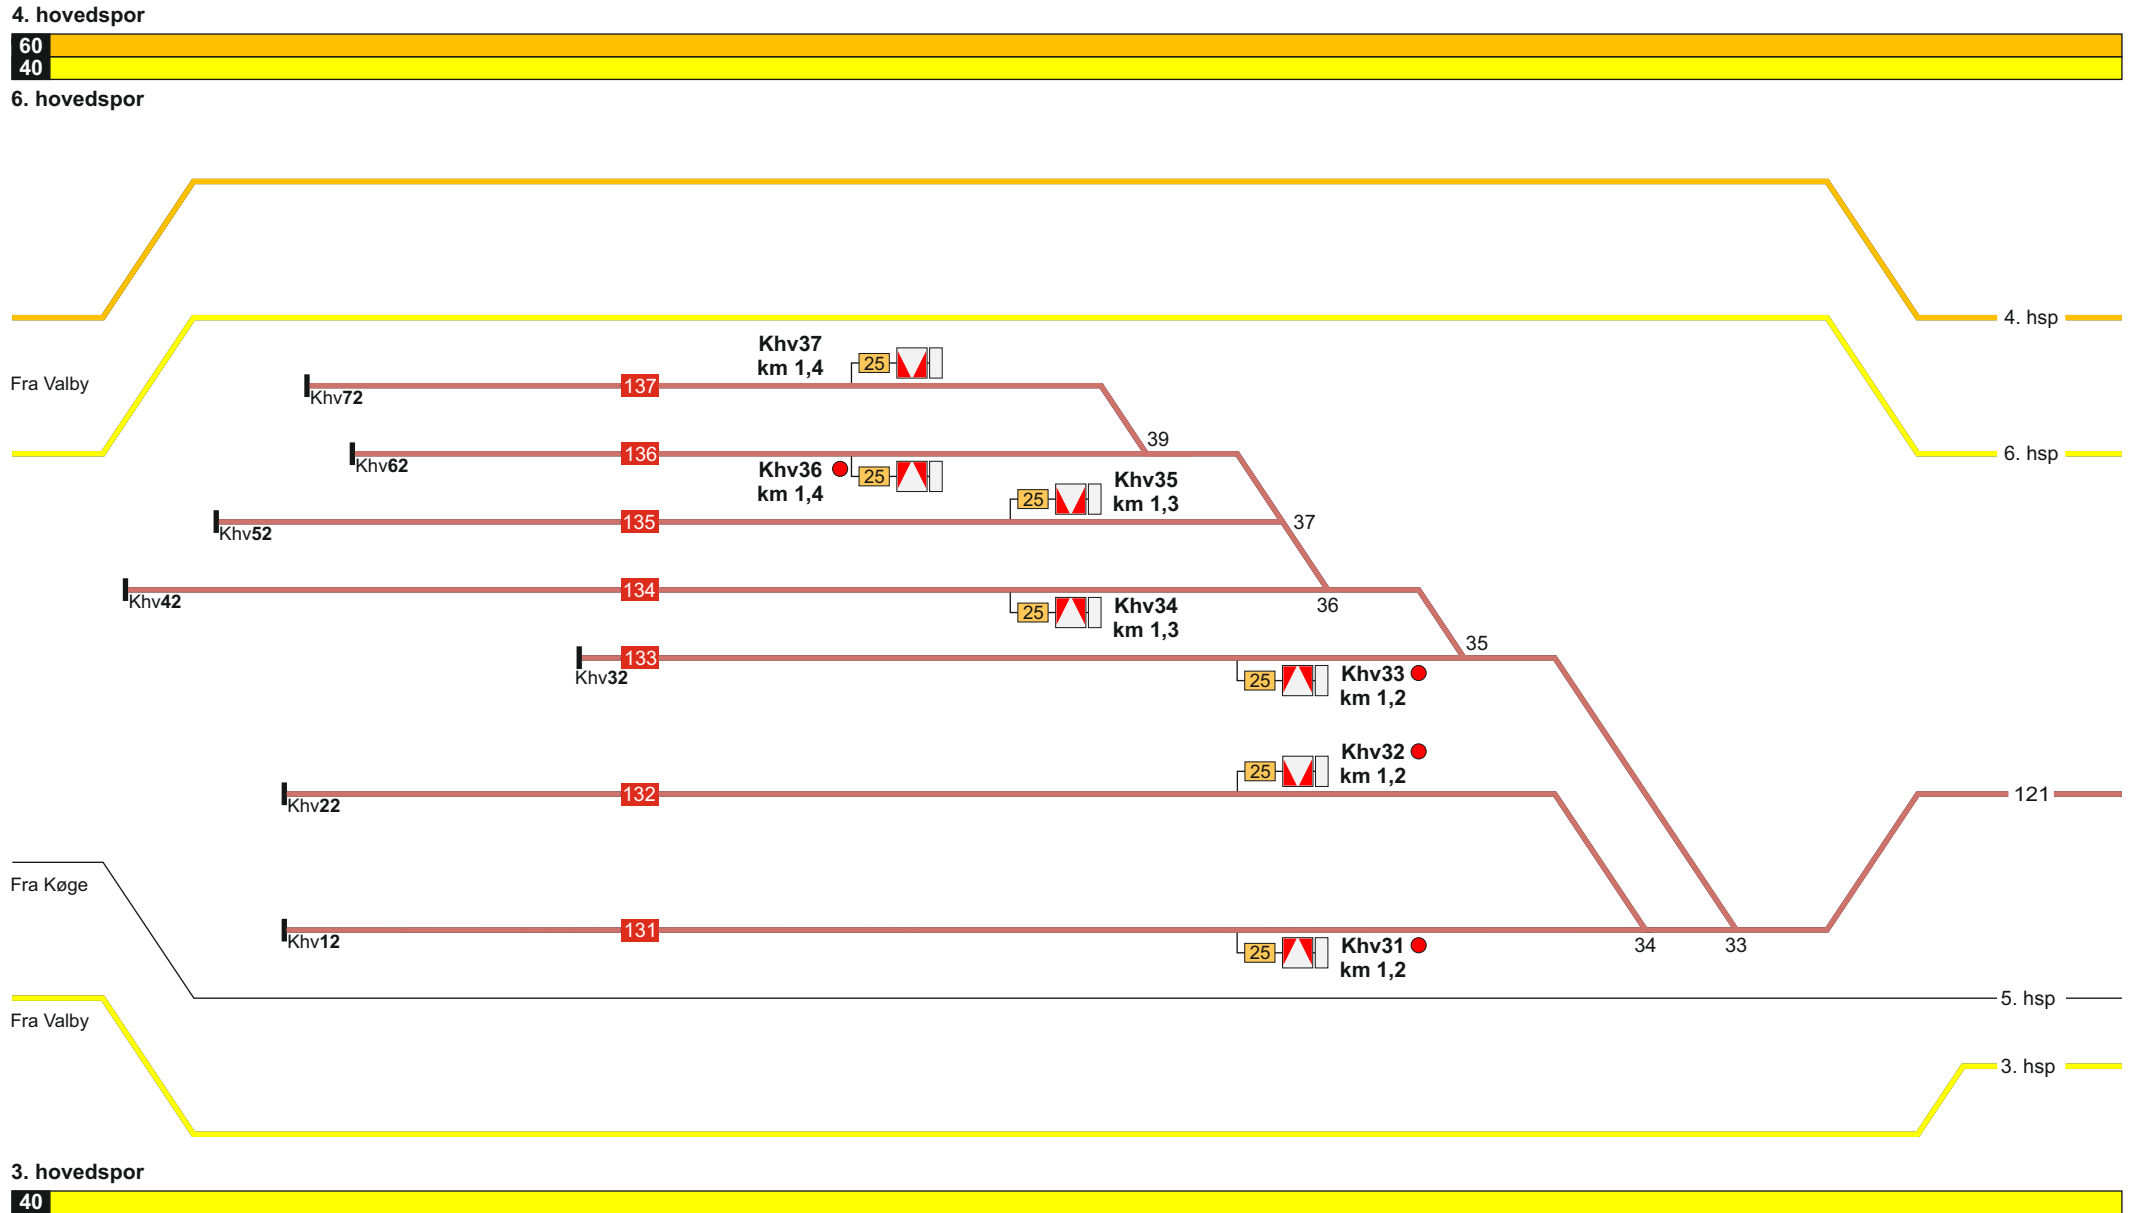 4. hovedspor
60
40
6. hovedspor
4. hsp
Khv37
km 1,4
25
Fra Valby
137
Khv72
39
136
Khv62
Khv36
km 1,4
25
6. hsp
Khv35
km 1,3
25
135
Khv52
37
134
Khv42
25
Khv34
km 1,3
36
35
133
Khv32
25
Khv33
km 1,2
Khv32
km 1,2
25
132
Khv22
121
Fra Køge
131
Khv12
25
Khv31
km 1,2
34
33
5. hsp
Fra Valby
3. hsp
3. hovedspor
40